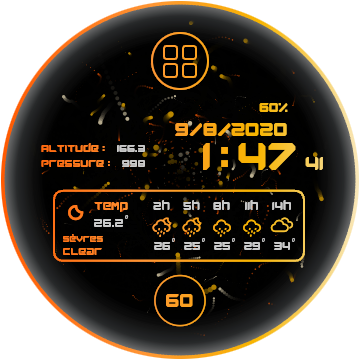 60%
9/8/2020
1:47 41
Altitude : 166.3
Pressure : 998
Temp
26.2°
sèvres
clear
2h 5h 8h 11h 14h
26° 25° 25° 29° 34°
60